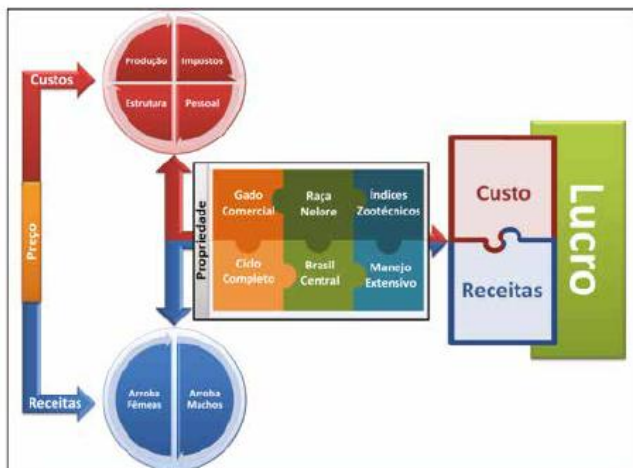 Custos
Produção
Impostos
Estrutura
Pessoal
Preço
Propriedade
Gado
Comercial
Raça
Nelore
Índices
Zootécnicos
Ciclo
Completo
Brasil
Central
Manejo
Extensivo
Custo
Receitas
Lucro
Receitas
Arroba
Fêmeas
Arroba
Machos